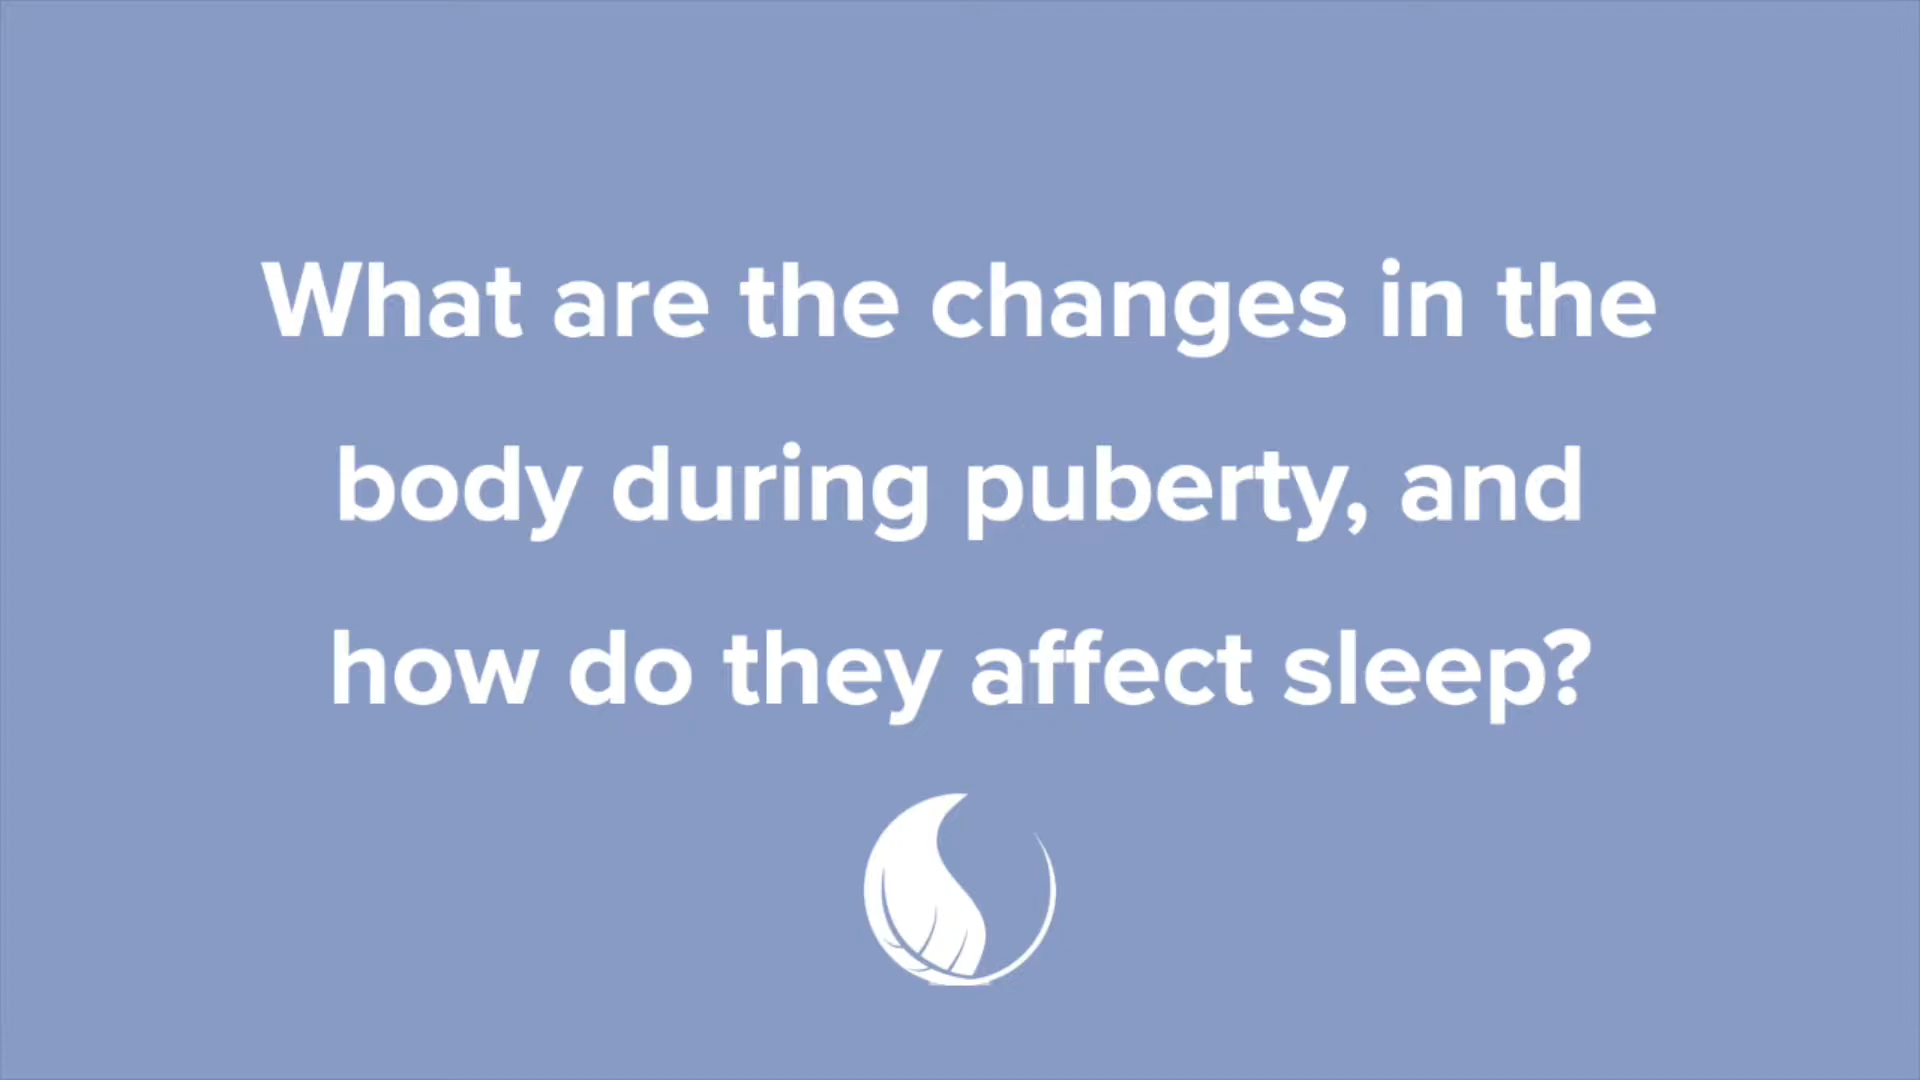 What are the changes in the
body during puberty, and
how do they affect sleep?